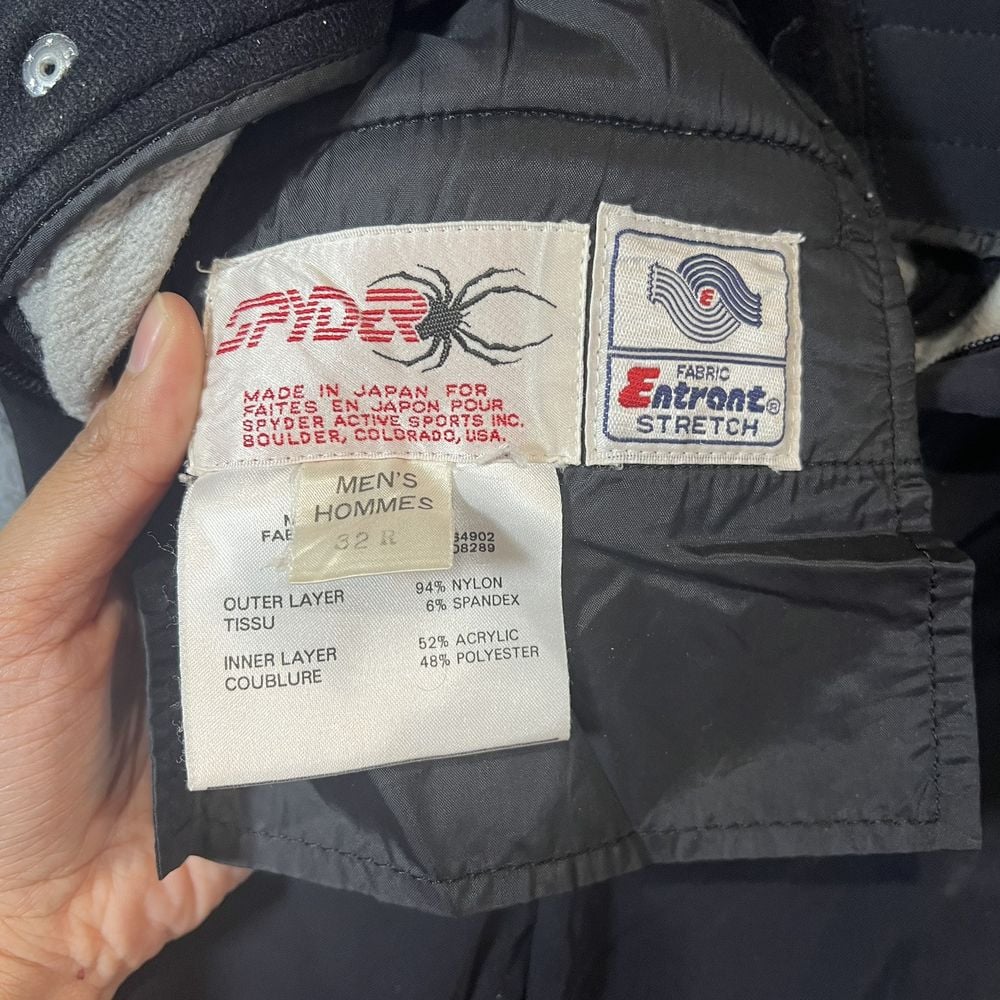 SPYDER
MADE IN JAPAN FOR
FAITES EN JAPON POUR
SPYDER ACTIVE SPORTS INC.
BOULDER, COLORADO, USA.
E
FABRIC
Entrant®
STRETCH
MEN'S
HOMMES
32 R
OUTER LAYER 94% NYLON
TISSU 6% SPANDEX
INNER LAYER 52% ACRYLIC
COUBLURE 48% POLYESTER